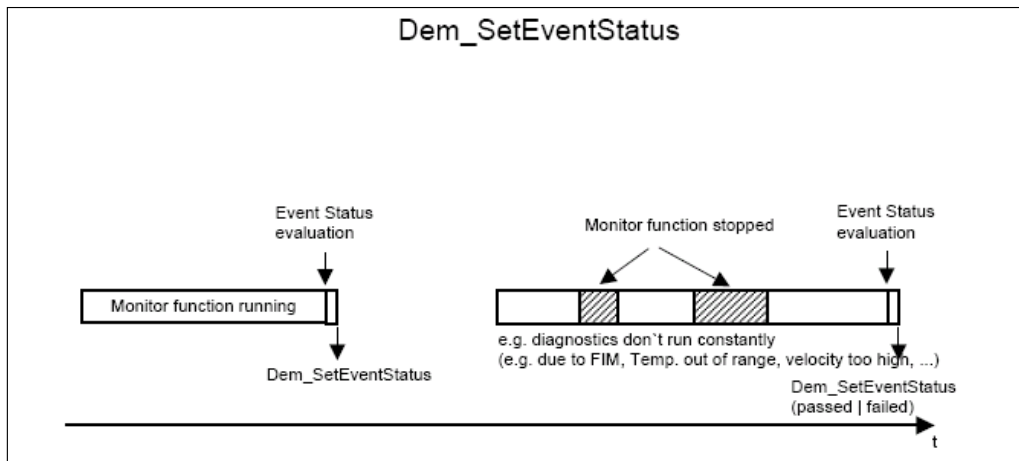 Dem_SetEventStatus
Event Status
evaluation
Monitor function stopped
Event Status
evaluation
Monitor function running
e.g. diagnostics don`t run constantly
(e.g. due to FIM, Temp. out of range, velocity too high, ...)
Dem_SetEventStatus
Dem_SetEventStatus
(passed | failed)
t